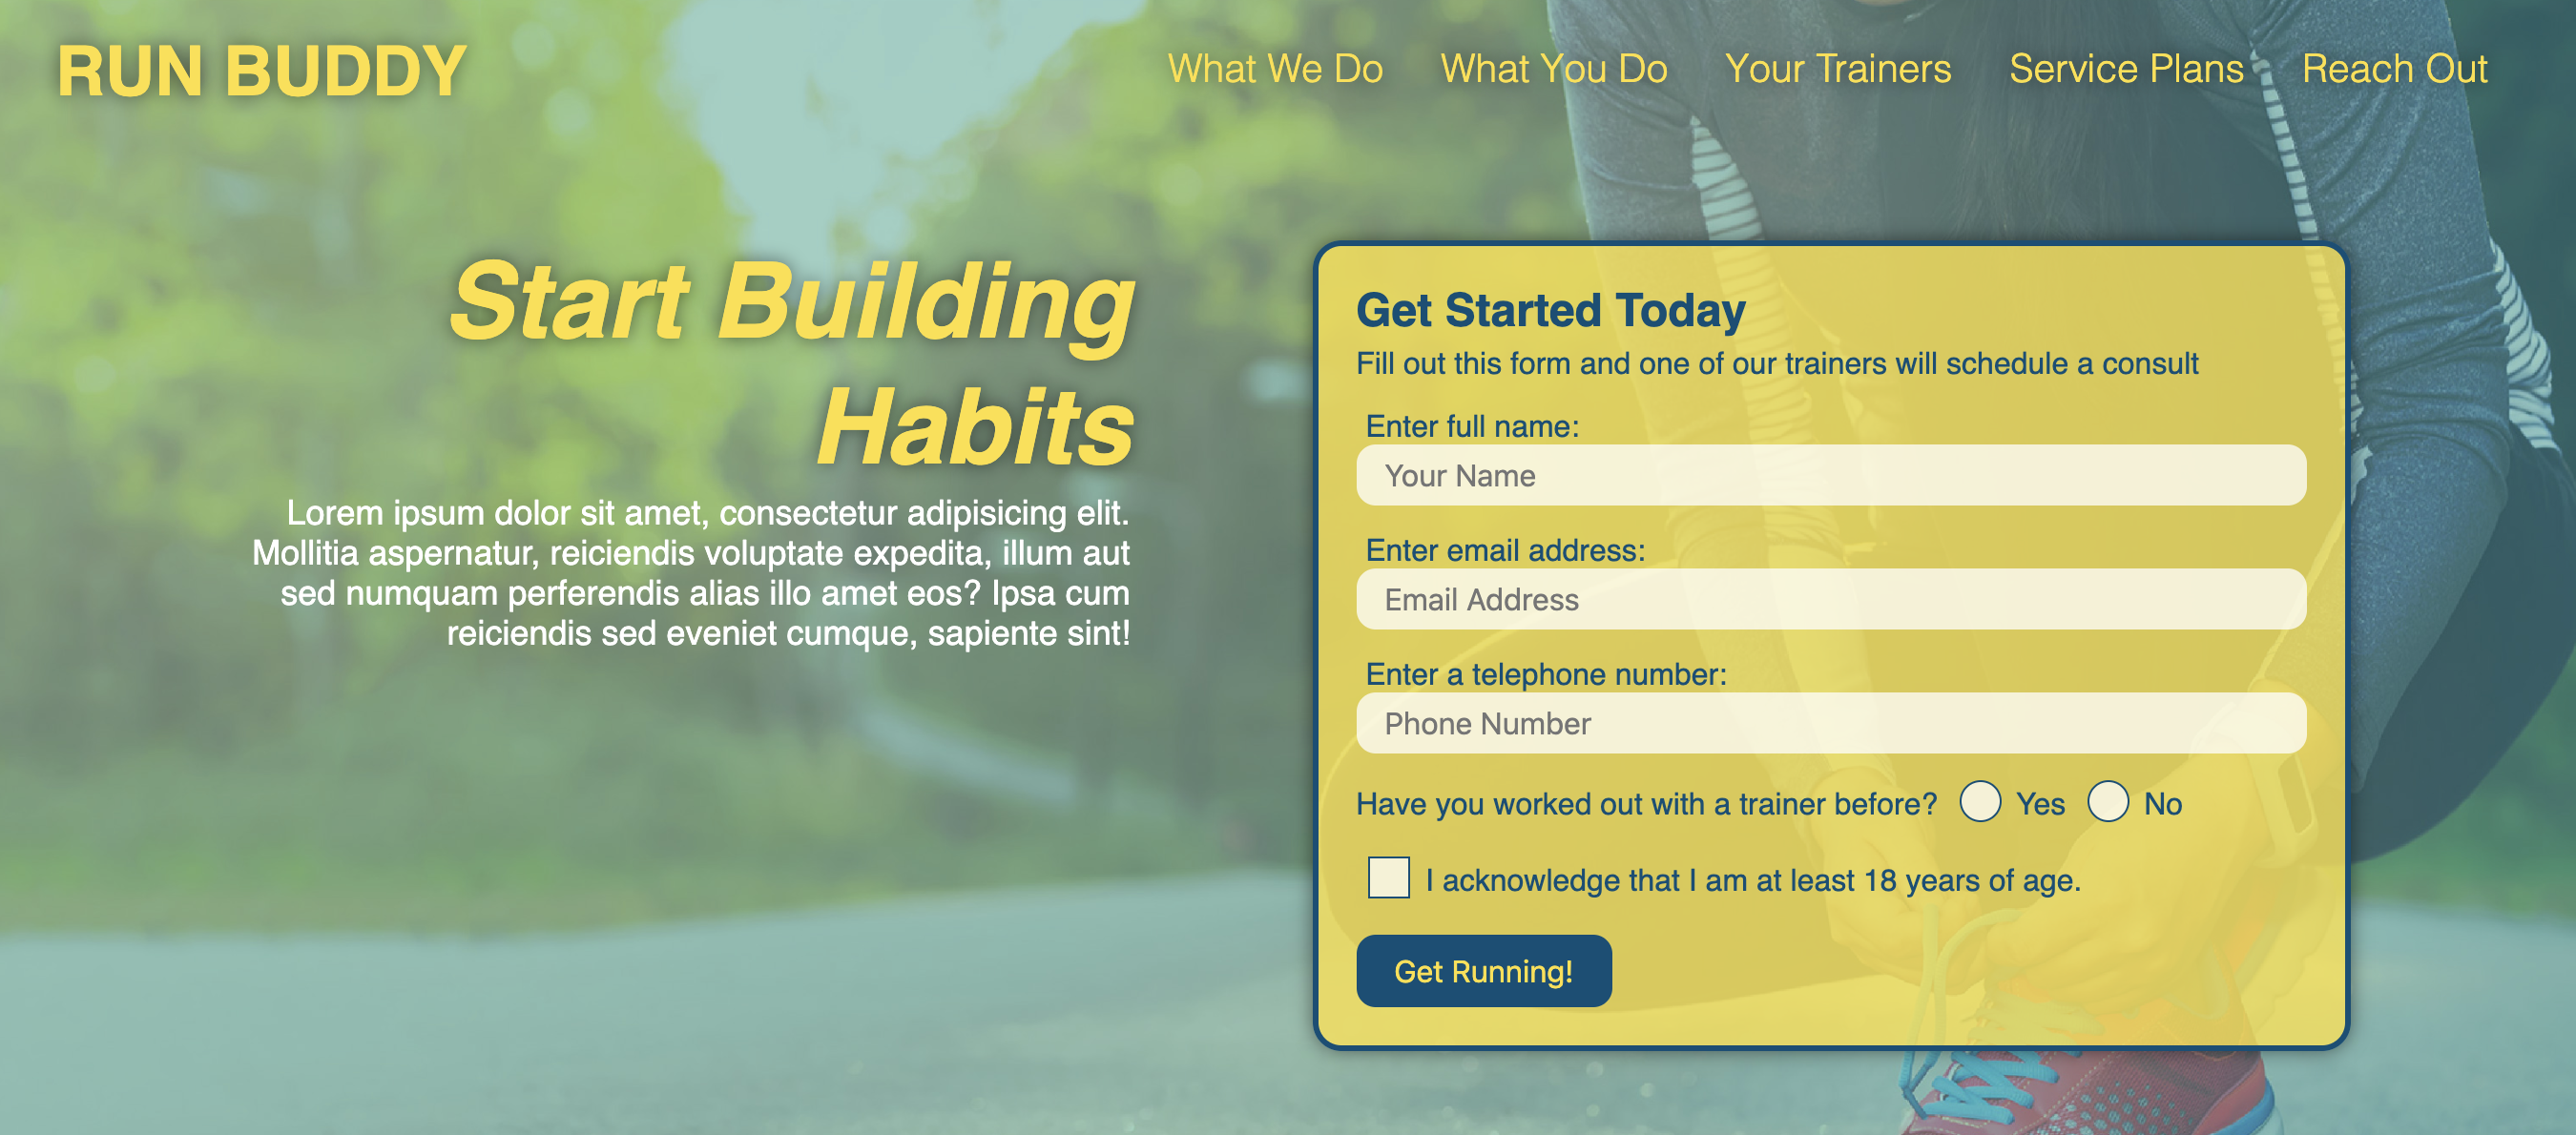 RUN BUDDY
What We Do
What You Do
Your Trainers
Service Plans
Reach Out
Start Building
Habits
Lorem ipsum dolor sit amet, consectetur adipisicing elit.
Mollitia aspernatur, reiciendis voluptate expedita, illum aut
sed numquam perferendis alias illo amet eos? Ipsa cum
reiciendis sed eveniet cumque, sapiente sint!
Get Started Today
Fill out this form and one of our trainers will schedule a consult
Enter full name:
Your Name
Enter email address:
Email Address
Enter a telephone number:
Phone Number
Have you worked out with a trainer before? Yes No
I acknowledge that I am at least 18 years of age.
Get Running!